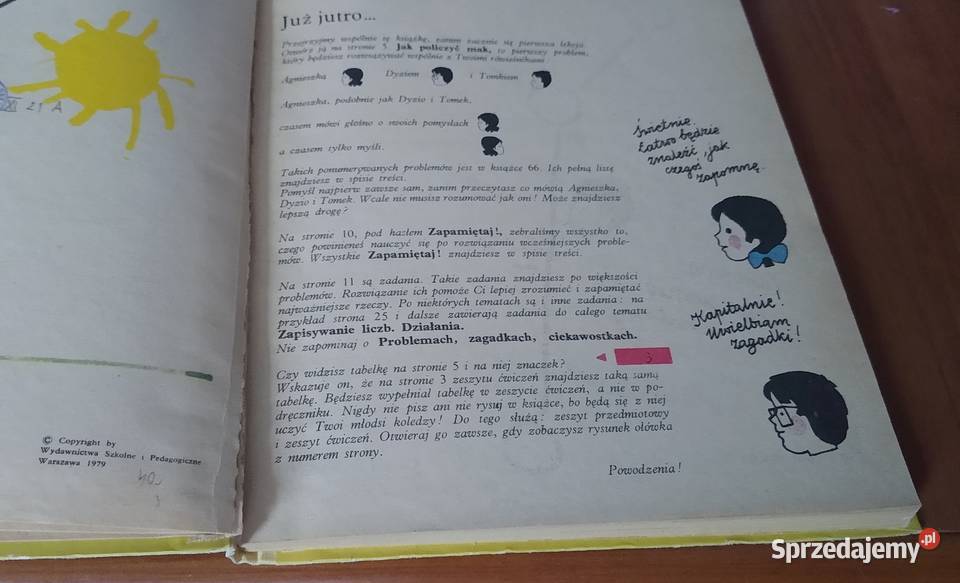 Już jutro...
Przejrzyjmy wspólnie tę książkę, zanim zacznie się pierwsza lekcja.
Otwórz ją na stronie 5. Jak policzyć mak, to pierwszy problem,
który będziesz rozwiązywać wspólnie z Twoimi rówieśnikami
Agnieszką Dyziem i Tomkiem
Agnieszka, podobnie jak Dyzio i Tomek,
czasem mówi głośno o swoich pomysłach
a czasem tylko myśli.
Takich ponumerowanych problemów jest w książce 66. Ich pełną listę
znajdziesz w spisie treści.
Pomyśl najpierw zawsze sam, zanim przeczytasz co mówią Agnieszka,
Dyzio i Tomek. Wcale nie musisz rozumować jak oni! Może znajdziesz
lepszą drogę?
Na stronie 10, pod hasłem Zapamiętaj!, zebraliśmy wszystko to,
czego powinieneś nauczyć się po rozwiązaniu wcześniejszych proble-
mów. Wszystkie Zapamiętaj! znajdziesz w spisie treści.
Na stronie 11 są zadania. Takie zadania znajdziesz po większości
problemów. Rozwiązanie ich pomoże Ci lepiej zrozumieć i zapamiętać
najważniejsze rzeczy. Po niektórych tematach są i inne zadania: na
przykład strona 25 i dalsze zawierają zadania do całego tematu
Zapisywanie liczb. Działania.
Nie zapominaj o Problemach, zagadkach, ciekawostkach.
Czy widzisz tabelkę na stronie 5 i na niej znaczek? 3
Wskazuje on, że na stronie 3 zeszytu ćwiczeń znajdziesz taką samą
tabelkę. Będziesz wypełniał tabelkę w zeszycie ćwiczeń, a nie w po-
dręczniku. Nigdy nie pisz ani nie rysuj w książce, bo będą się z niej
uczyć Twoi młodsi koledzy! Do tego służą: zeszyt przedmiotowy
i zeszyt ćwiczeń. Otwieraj go zawsze, gdy zobaczysz rysunek ołówka
z numerem strony.
Powodzenia!
Świetnie.
Łatwo będzie
znaleźć, jak
czegoś
zapomnę.
Kapitalnie!
Uwielbiam
zagadki!
© Copyright by
Wydawnictwa Szkolne i Pedagogiczne
Warszawa 1979
Sprzedajemy.pl